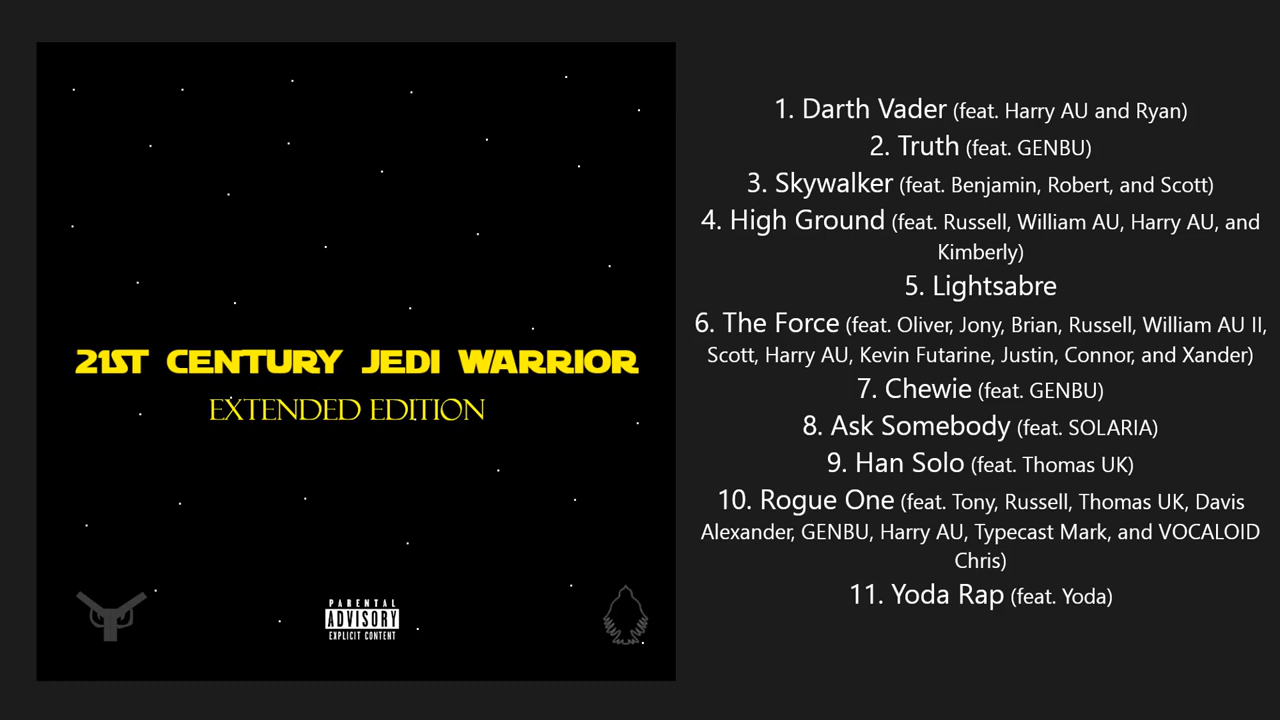 21ST CENTURY JEDI WARRIOR
EXTENDED EDITION
PARENTAL
ADVISORY
EXPLICIT CONTENT
1. Darth Vader (feat. Harry AU and Ryan)
2. Truth (feat. GENBU)
3. Skywalker (feat. Benjamin, Robert, and Scott)
4. High Ground (feat. Russell, William AU, Harry AU, and
Kimberly)
5. Lightsabre
6. The Force (feat. Oliver, Jony, Brian, Russell, William AU II,
Scott, Harry AU, Kevin Futarine, Justin, Connor, and Xander)
7. Chewie (feat. GENBU)
8. Ask Somebody (feat. SOLARIA)
9. Han Solo (feat. Thomas UK)
10. Rogue One (feat. Tony, Russell, Thomas UK, Davis
Alexander, GENBU, Harry AU, Typecast Mark, and VOCALOID
Chris)
11. Yoda Rap (feat. Yoda)